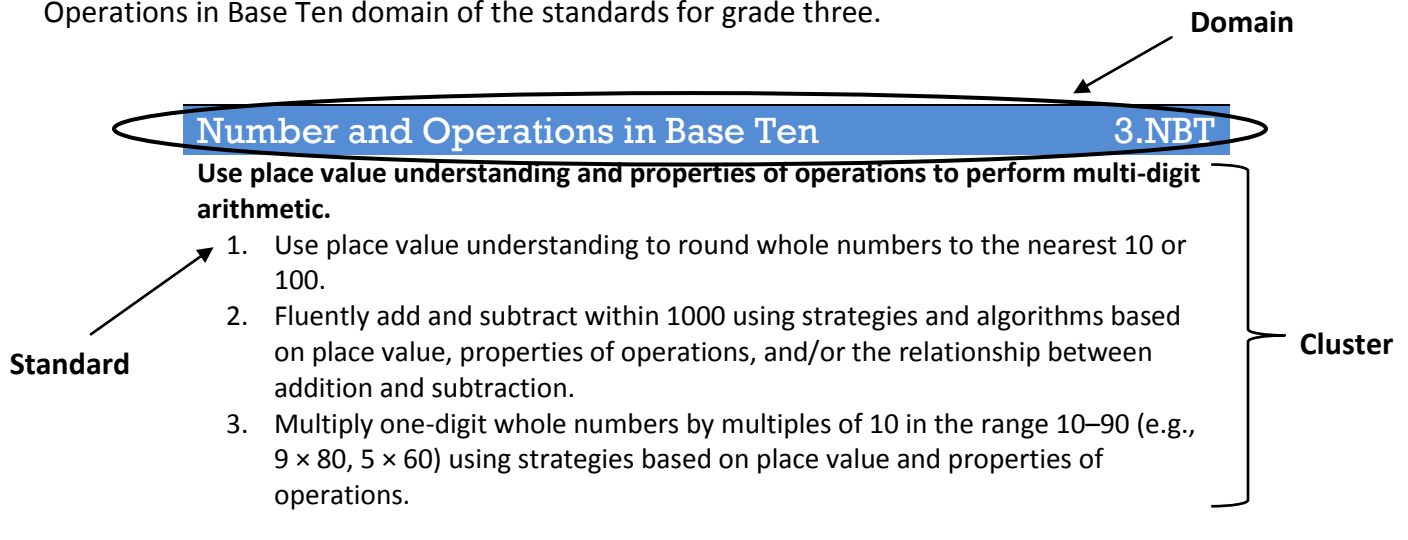 Operations in Base Ten domain of the standards for grade three.
Domain
Number and Operations in Base Ten 3.NBT
Use place value understanding and properties of operations to perform multi-digit
arithmetic.
1. Use place value understanding to round whole numbers to the nearest 10 or
100.
2. Fluently add and subtract within 1000 using strategies and algorithms based
on place value, properties of operations, and/or the relationship between
addition and subtraction.
3. Multiply one-digit whole numbers by multiples of 10 in the range 10–90 (e.g.,
9 × 80, 5 × 60) using strategies based on place value and properties of
operations.
Standard
Cluster